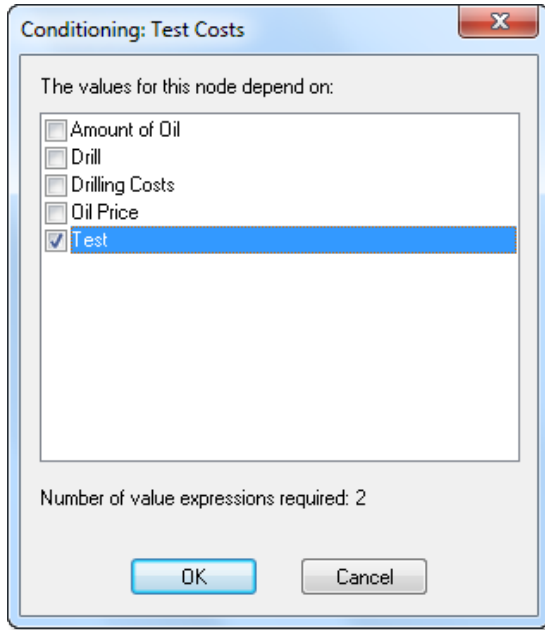 Conditioning: Test Costs
The values for this node depend on:
Amount of Oil
Drill
Drilling Costs
Oil Price
Test
Number of value expressions required: 2
OK
Cancel